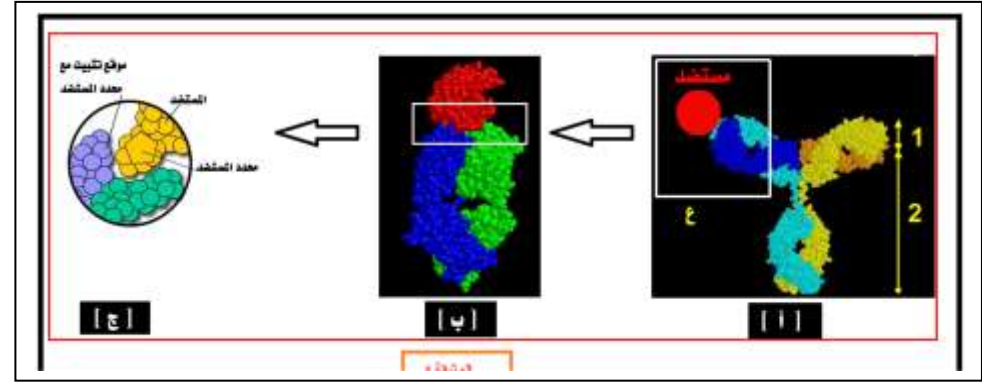 مستضد
1
2
ع
[ أ ]
[ ب ]
موقع تثبيت مع
محدد المستضد
المستضد
محدد المستضد
[ ج ]